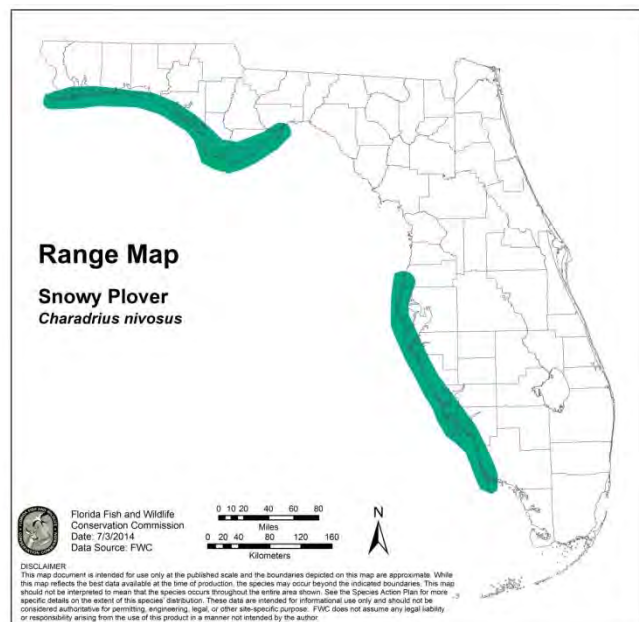 Range Map
Snowy Plover
Charadrius nivosus
Florida Fish and Wildlife
Conservation Commission
Date: 7/3/2014
Data Source: FWC
0 10 20 40 60 80
Miles
0 20 40 80 120 160
Kilometers
N
DISCLAIMER
This map document is intended for use only at the published scale and the boundaries depicted on this map are approximate. While
this map reflects the best data available at the time of production, the species may occur beyond the indicated boundaries. This map
should not be interpreted to mean that the species occurs throughout the entire area shown. See the Species Action Plan for more
specific details on the extent of this species' distribution. These data are intended for informational use only and should not be
considered authoritative for permitting, engineering, legal, or other site-specific purpose. FWC does not assume any legal liability
or responsibility arising from the use of this product in a manner not intended by the author.